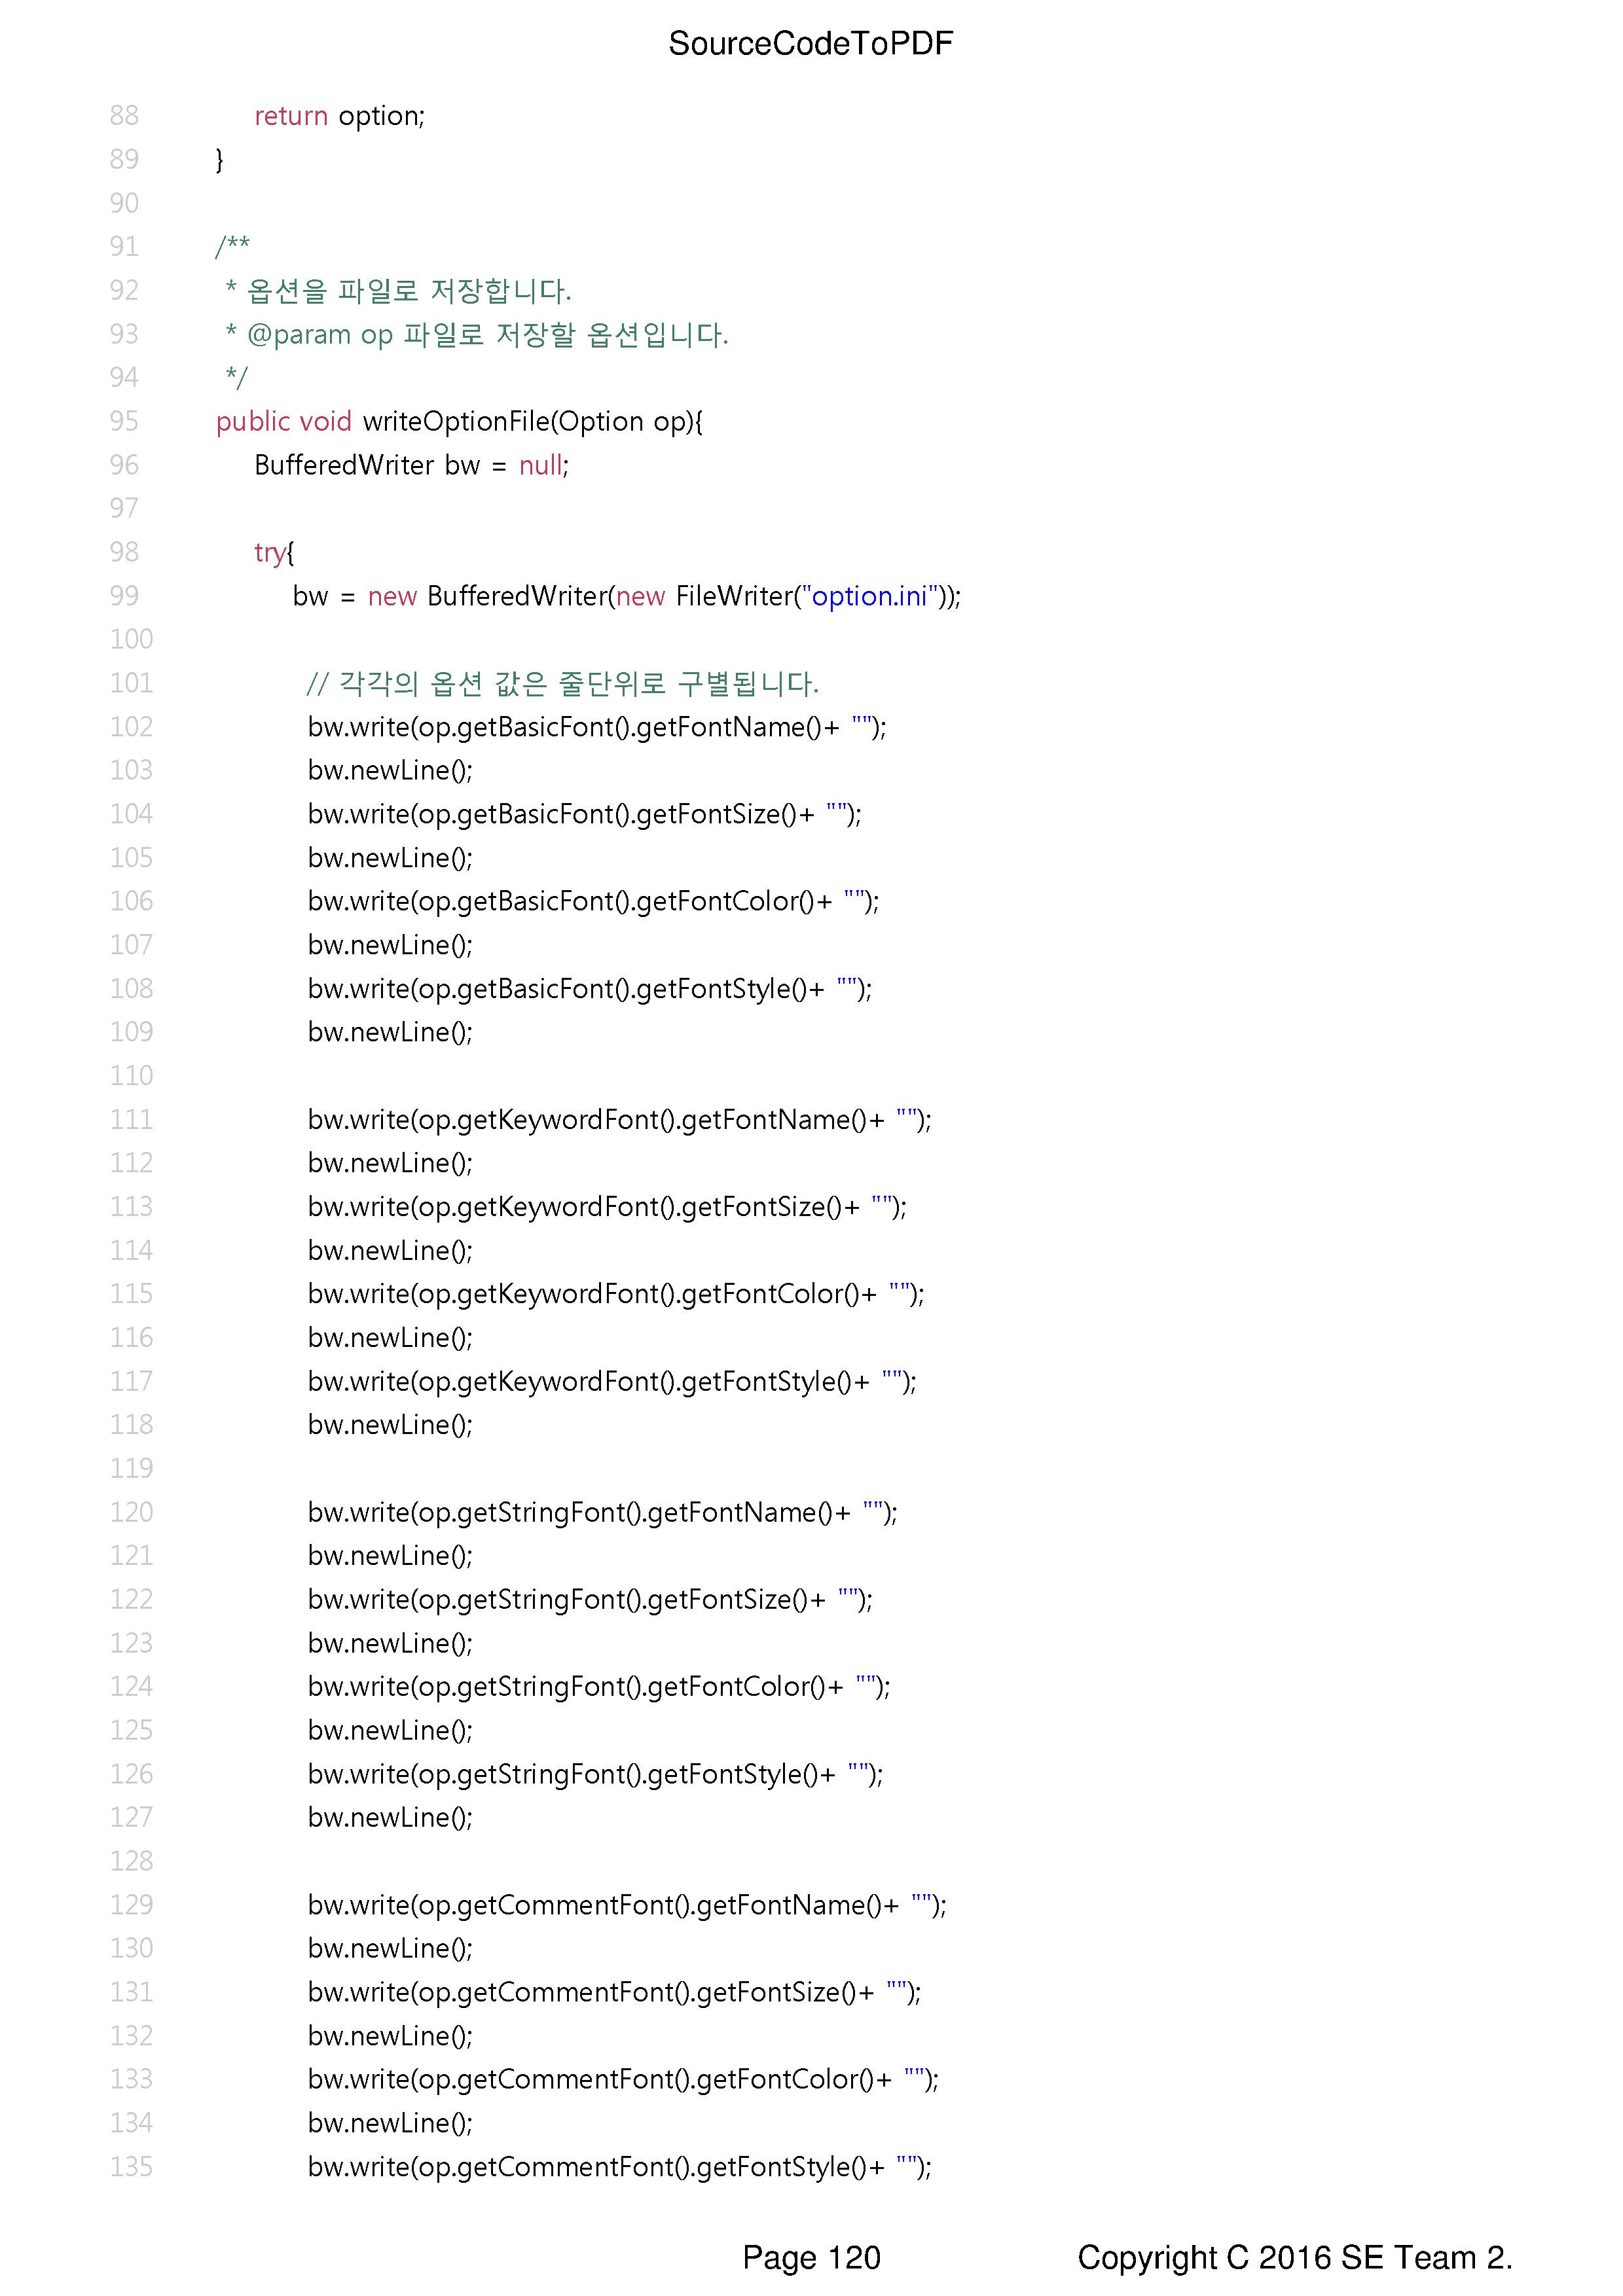 SourceCodeToPDF
88 return option;
89 }
90
91 /**
92 * 옵션을 파일로 저장합니다.
93 * @param op 파일로 저장할 옵션입니다.
94 */
95 public void writeOptionFile(Option op){
96 BufferedWriter bw = null;
97
98 try{
99 bw = new BufferedWriter(new FileWriter("option.ini"));
100
101 // 각각의 옵션 값은 줄단위로 구별됩니다.
102 bw.write(op.getBasicFont().getFontName()+ "");
103 bw.newLine();
104 bw.write(op.getBasicFont().getFontSize()+ "");
105 bw.newLine();
106 bw.write(op.getBasicFont().getFontColor()+ "");
107 bw.newLine();
108 bw.write(op.getBasicFont().getFontStyle()+ "");
109 bw.newLine();
110
111 bw.write(op.getKeywordFont().getFontName()+ "");
112 bw.newLine();
113 bw.write(op.getKeywordFont().getFontSize()+ "");
114 bw.newLine();
115 bw.write(op.getKeywordFont().getFontColor()+ "");
116 bw.newLine();
117 bw.write(op.getKeywordFont().getFontStyle()+ "");
118 bw.newLine();
119
120 bw.write(op.getStringFont().getFontName()+ "");
121 bw.newLine();
122 bw.write(op.getStringFont().getFontSize()+ "");
123 bw.newLine();
124 bw.write(op.getStringFont().getFontColor()+ "");
125 bw.newLine();
126 bw.write(op.getStringFont().getFontStyle()+ "");
127 bw.newLine();
128
129 bw.write(op.getCommentFont().getFontName()+ "");
130 bw.newLine();
131 bw.write(op.getCommentFont().getFontSize()+ "");
132 bw.newLine();
133 bw.write(op.getCommentFont().getFontColor()+ "");
134 bw.newLine();
135 bw.write(op.getCommentFont().getFontStyle()+ "");
Page 120 Copyright C 2016 SE Team 2.